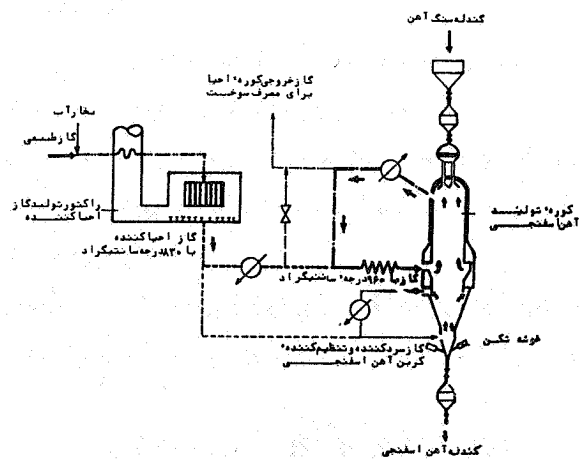 گندله سنگ آهن
گاز خروجی کوره احیا
برای مصرف سوخت
بخار آب
گاز طبیعی
راکتور تولید گاز
احیا کننده
کوره تولید
آهن اسفنجی
گاز احیا کننده
با ۸۳۰ درجه سانتیگراد
گاز با ۹۶۰ درجه سانتیگراد
گاز سرد کننده و تنظیم کننده
کربن آهن اسفنجی
خوشه شکن
گندله آهن اسفنجی